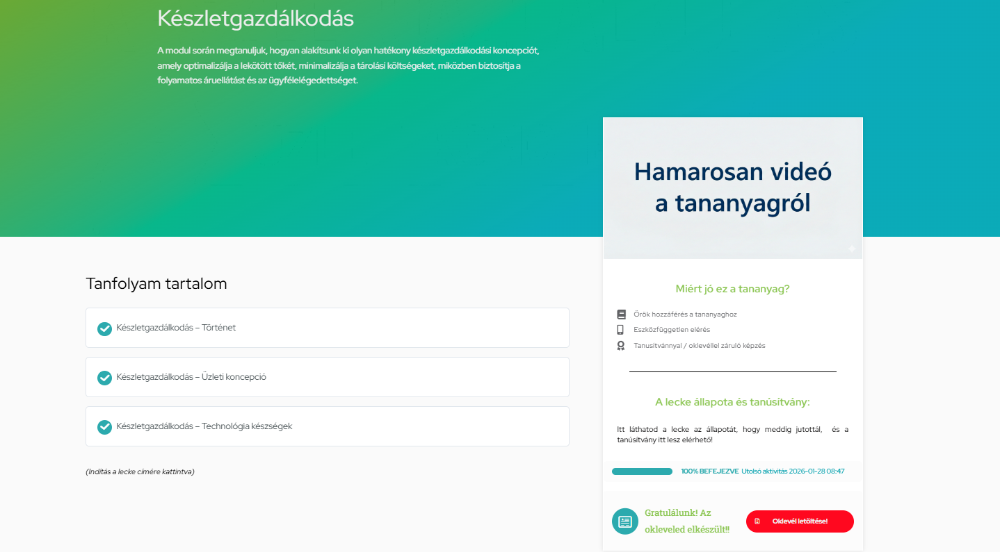 Készletgazdálkodás
A modul során megtanuljuk, hogyan alakítsunk ki olyan hatékony készletgazdálkodási koncepciót,
amely optimalizálja a lekötött tőkét, minimalizálja a tárolási költségeket, miközben biztosítja a
folyamatos áruellátást és az ügyfélelégedettséget.
Hamarosan videó
a tananyagról
Tanfolyam tartalom
Készletgazdálkodás – Történet
Készletgazdálkodás – Üzleti koncepció
Készletgazdálkodás – Technológia készségek
(Indítás a lecke címére kattintva)
Miért jó ez a tananyag?
Örök hozzáférés a tananyaghoz
Eszközfüggetlen elérés
Tanusítvánnyal / oklevéllel záruló képzés
A lecke állapota és tanúsítvány:
Itt láthatod a lecke az állapotát, hogy meddig jutottál, és a
tanúsítvány itt lesz elérhető!
100% BEFEJEZVE Utolsó aktivitás 2026-01-28 08:47
Gratulálunk! Az
okleveled elkészült!!
Oklevél letöltése!